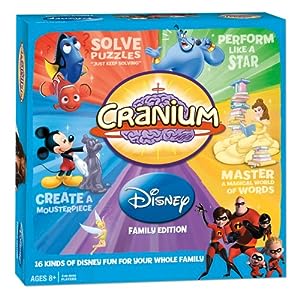 SOLVE
PUZZLES
"JUST KEEP SOLVING"
PERFORM
LIKE A
STAR
CRANIUM
CREATE A
MOUSTERPIECE
MASTER
A MAGICAL WORLD
OF WORDS
DISNEY
FAMILY EDITION
16 KINDS OF DISNEY FUN FOR YOUR WHOLE FAMILY
AGES 8+